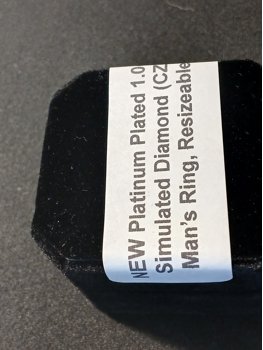 NEW Platinum Plated 1.0
Simulated Diamond (CZ
Man's Ring, Resizeable